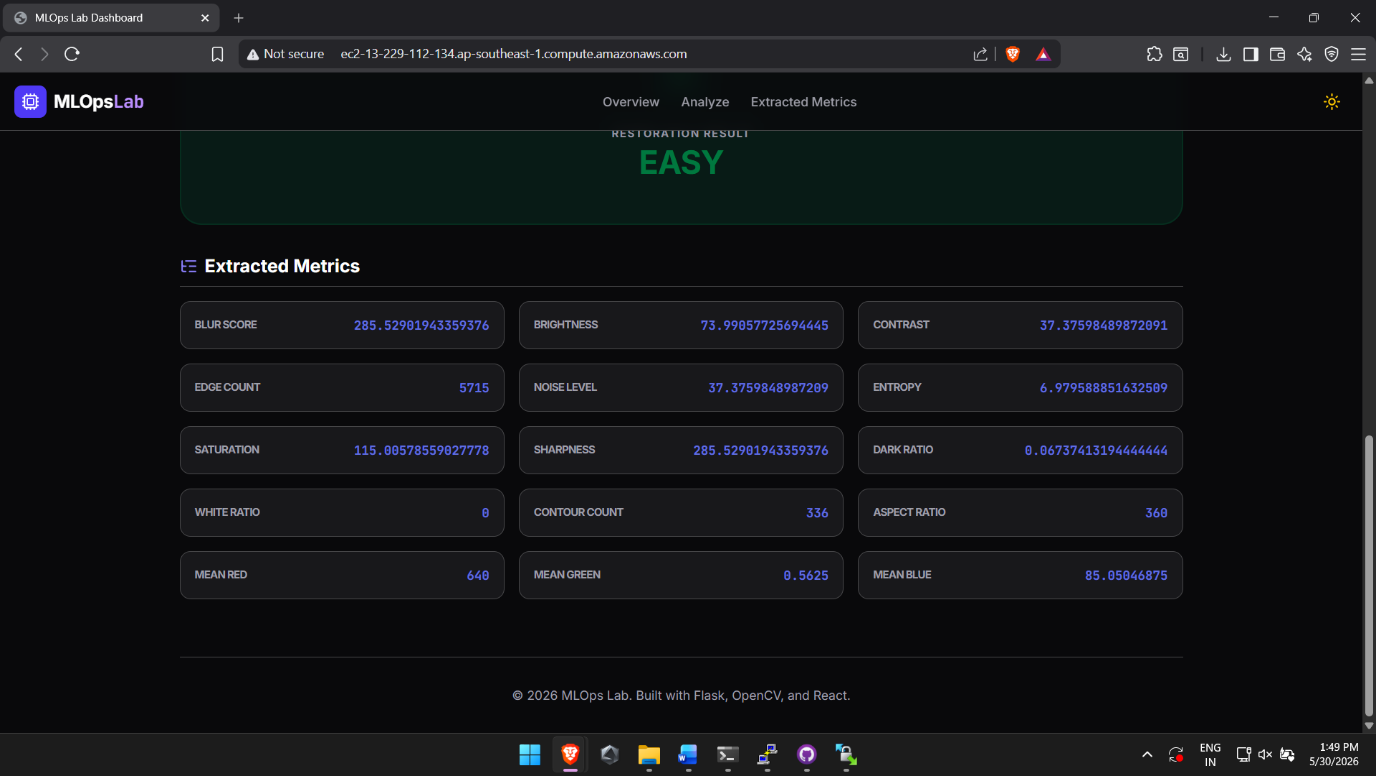 MLOps Lab Dashboard
Not secure ec2-13-229-112-134.ap-southeast-1.compute.amazonaws.com
MLOpsLab
Overview Analyze Extracted Metrics
RESTORATION RESULT
EASY
Extracted Metrics
BLUR SCORE 285.52901943359376
BRIGHTNESS 73.99057725694445
CONTRAST 37.37598489872091
EDGE COUNT 5715
NOISE LEVEL 37.3759848987209
ENTROPY 6.979588851632509
SATURATION 115.00578559027778
SHARPNESS 285.52901943359376
DARK RATIO 0.06737413194444444
WHITE RATIO 0
CONTOUR COUNT 336
ASPECT RATIO 360
MEAN RED 640
MEAN GREEN 0.5625
MEAN BLUE 85.05046875
© 2026 MLOps Lab. Built with Flask, OpenCV, and React.
ENG
IN
1:49 PM
5/30/2026